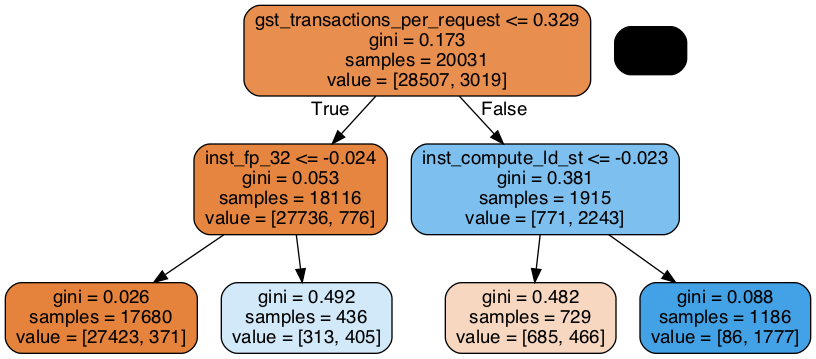 gst_transactions_per_request <= 0.329
gini = 0.173
samples = 20031
value = [28507, 3019]
True
False
inst_fp_32 <= -0.024
gini = 0.053
samples = 18116
value = [27736, 776]
inst_compute_ld_st <= -0.023
gini = 0.381
samples = 1915
value = [771, 2243]
gini = 0.026
samples = 17680
value = [27423, 371]
gini = 0.492
samples = 436
value = [313, 405]
gini = 0.482
samples = 729
value = [685, 466]
gini = 0.088
samples = 1186
value = [86, 1777]